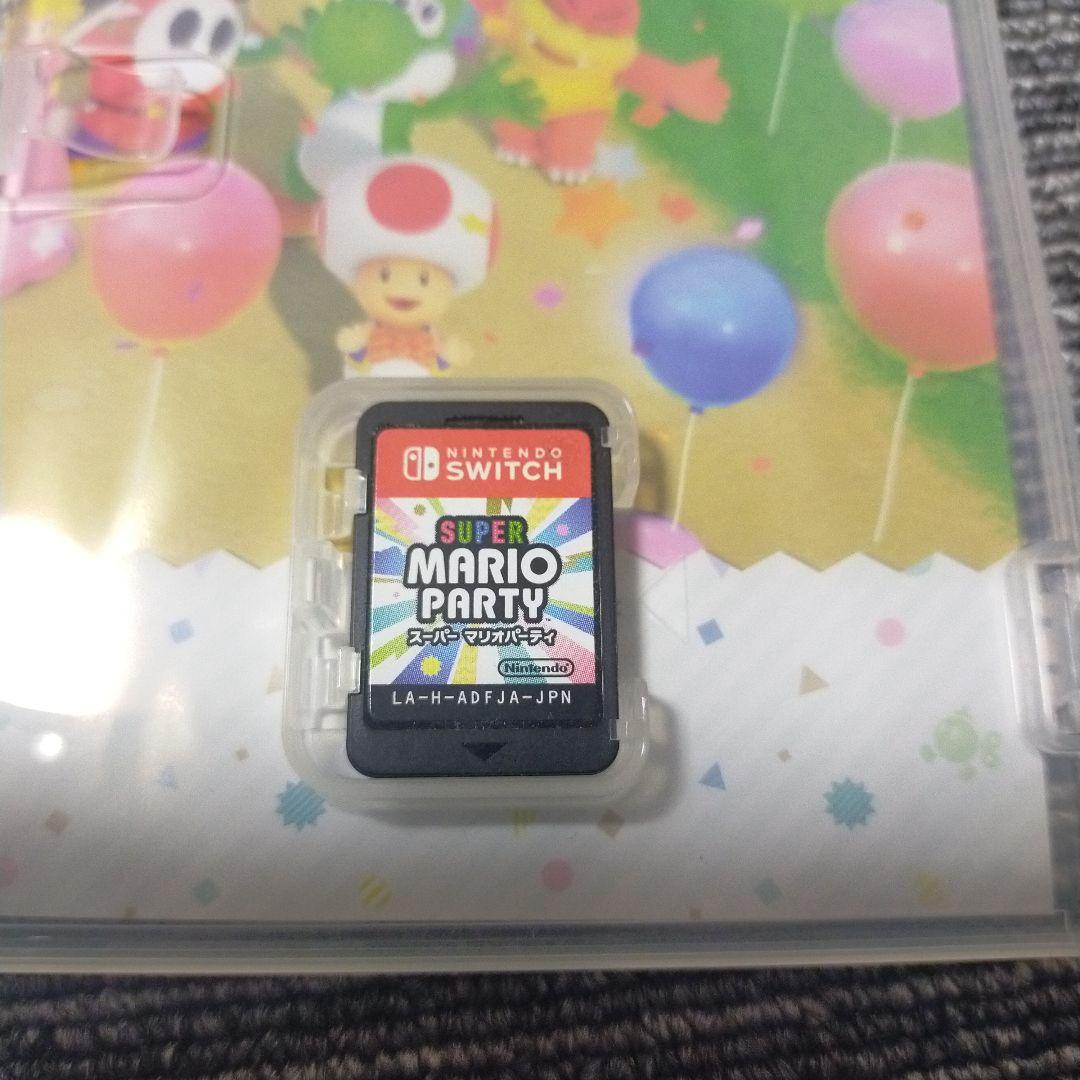 NINTENDO
SWITCH
SUPER
MARIO
PARTY™
スーパー マリオパーティ
Nintendo
LA-H-ADFJA-JPN